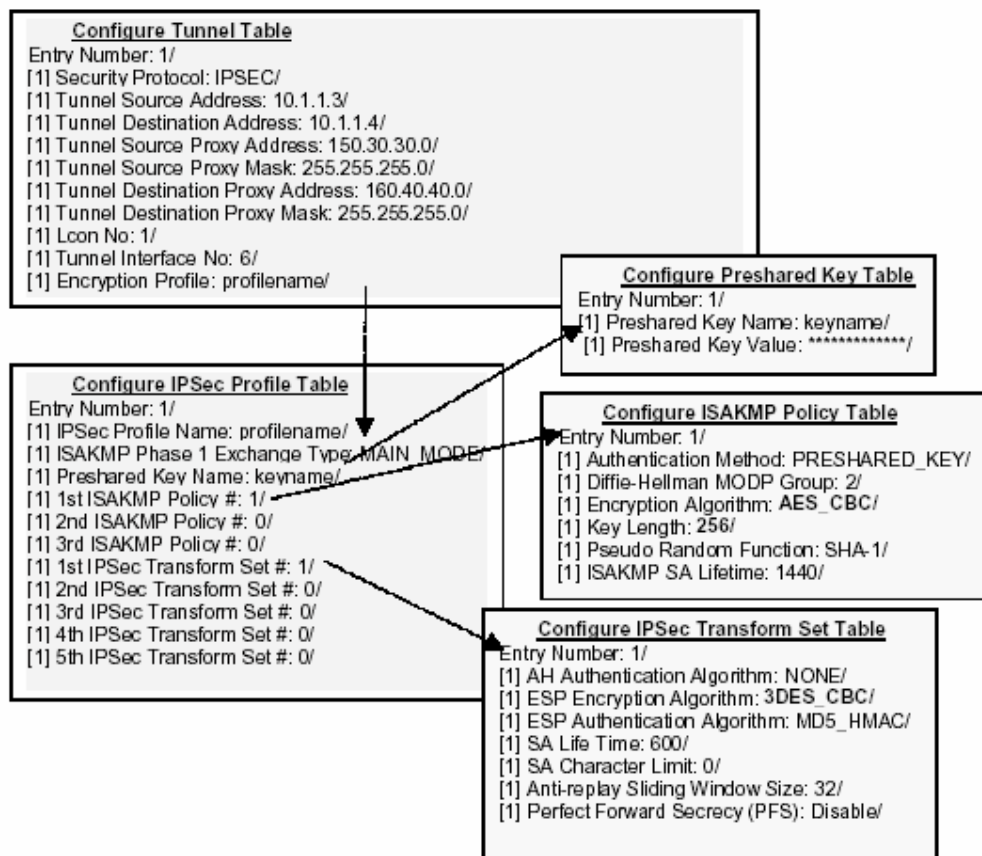 Configure Tunnel Table
Entry Number: 1/
[1] Security Protocol: IPSEC/
[1] Tunnel Source Address: 10.1.1.3/
[1] Tunnel Destination Address: 10.1.1.4/
[1] Tunnel Source Proxy Address: 150.30.30.0/
[1] Tunnel Source Proxy Mask: 255.255.255.0/
[1] Tunnel Destination Proxy Address: 160.40.40.0/
[1] Tunnel Destination Proxy Mask: 255.255.255.0/
[1] Lcon No: 1/
[1] Tunnel Interface No: 6/
[1] Encryption Profile: profilename/
Configure Preshared Key Table
Entry Number: 1/
[1] Preshared Key Name: keyname/
[1] Preshared Key Value: *************/
Configure IPSec Profile Table
Entry Number: 1/
[1] IPSec Profile Name: profilename/
[1] ISAKMP Phase 1 Exchange Type: MAIN_MODE/
[1] Preshared Key Name: keyname/
[1] 1st ISAKMP Policy #: 1/
[1] 2nd ISAKMP Policy #: 0/
[1] 3rd ISAKMP Policy #: 0/
[1] 1st IPSec Transform Set #: 1/
[1] 2nd IPSec Transform Set #: 0/
[1] 3rd IPSec Transform Set #: 0/
[1] 4th IPSec Transform Set #: 0/
[1] 5th IPSec Transform Set #: 0/
Configure ISAKMP Policy Table
Entry Number: 1/
[1] Authentication Method: PRESHARED_KEY/
[1] Diffie-Hellman MODP Group: 2/
[1] Encryption Algorithm: AES_CBC/
[1] Key Length: 256/
[1] Pseudo Random Function: SHA-1/
[1] ISAKMP SA Lifetime: 1440/
Configure IPSec Transform Set Table
Entry Number: 1/
[1] AH Authentication Algorithm: NONE/
[1] ESP Encryption Algorithm: 3DES_CBC/
[1] ESP Authentication Algorithm: MD5_HMAC/
[1] SA Life Time: 600/
[1] SA Character Limit: 0/
[1] Anti-replay Sliding Window Size: 32/
[1] Perfect Forward Secrecy (PFS): Disable/